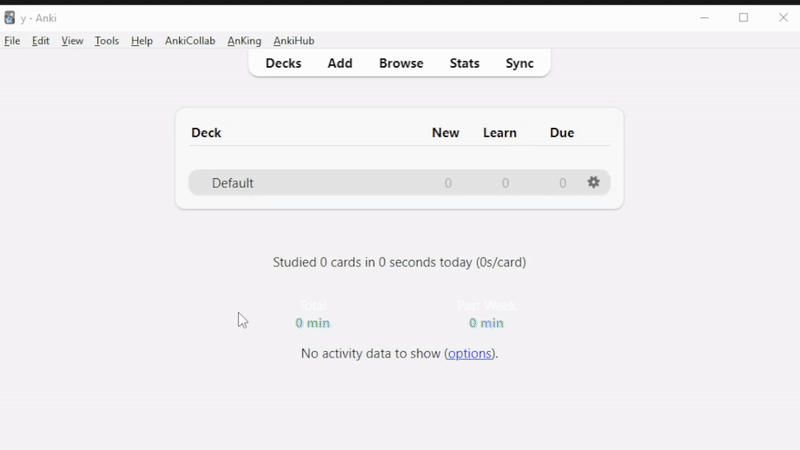 y - Anki
File Edit View Tools Help AnkiCollab AnKing AnkiHub
Decks Add Browse Stats Sync
Deck New Learn Due
Default 0 0 0
Studied 0 cards in 0 seconds today (0s/card)
Total Past Week
0 min 0 min
No activity data to show (options).